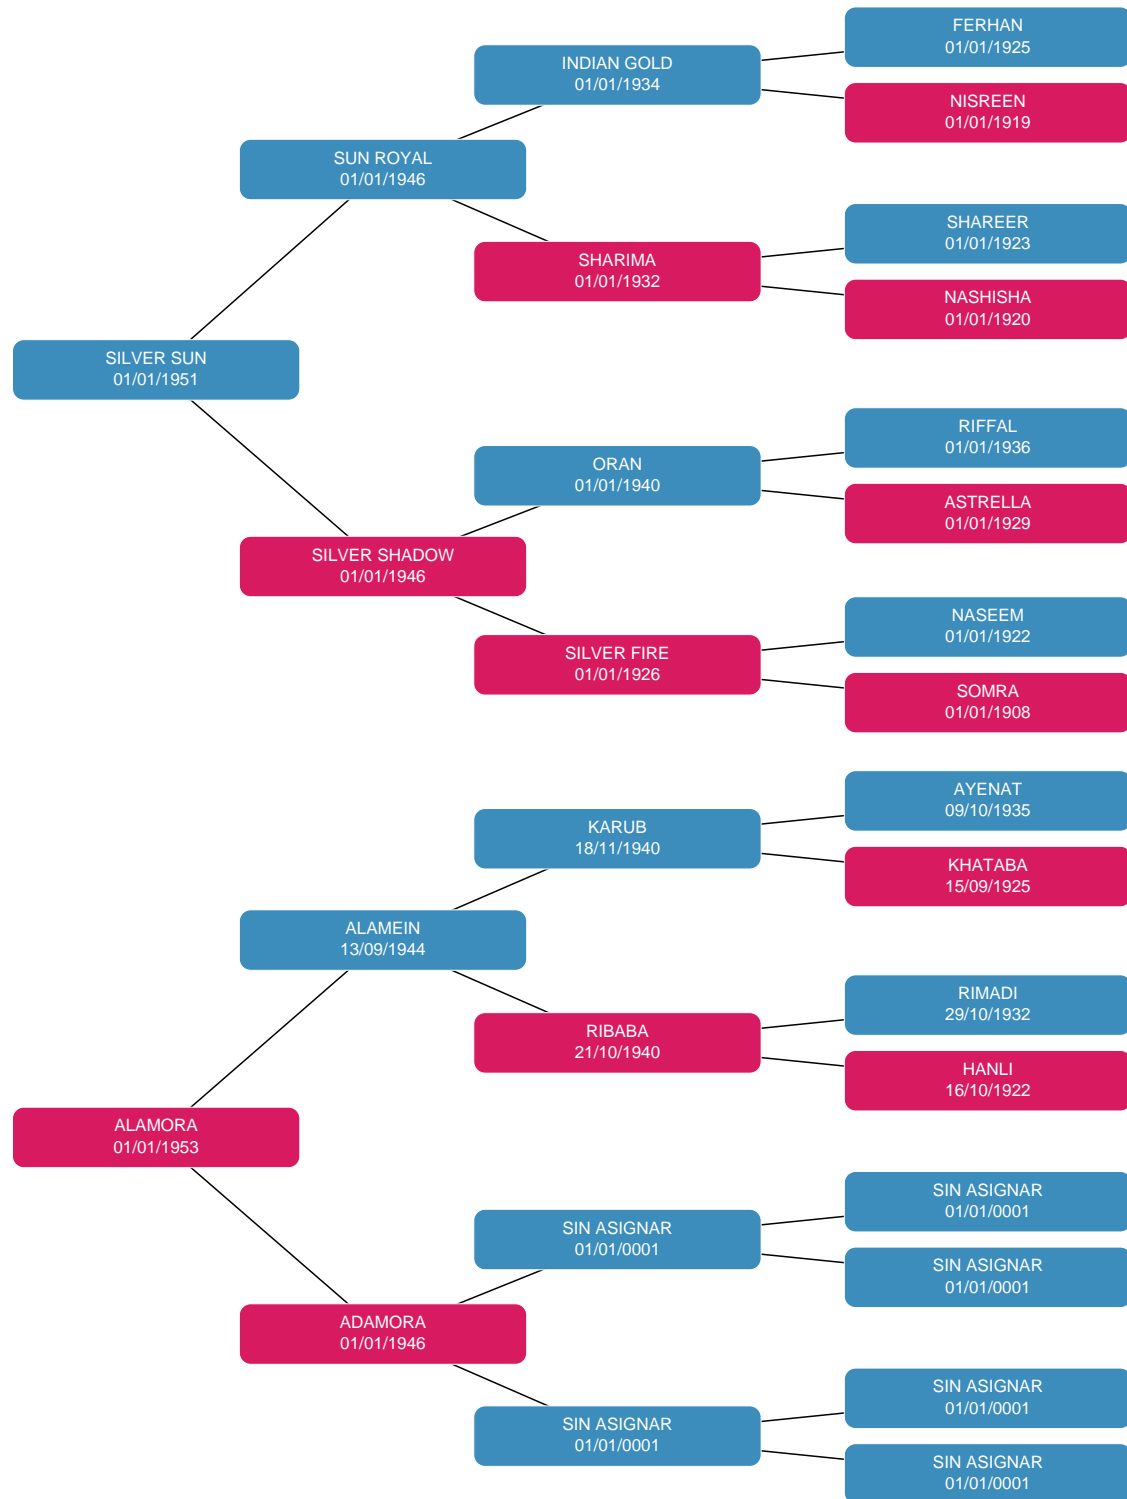 FERHAN
01/01/1925
INDIAN GOLD
01/01/1934
NISREEN
01/01/1919
SUN ROYAL
01/01/1946
SHAREER
01/01/1923
SHARIMA
01/01/1932
NASHISHA
01/01/1920
SILVER SUN
01/01/1951
RIFFAL
01/01/1936
ORAN
01/01/1940
ASTRELLA
01/01/1929
SILVER SHADOW
01/01/1946
NASEEM
01/01/1922
SILVER FIRE
01/01/1926
SOMRA
01/01/1908
AYENAT
09/10/1935
KARUB
18/11/1940
KHATABA
15/09/1925
ALAMEIN
13/09/1944
RIMADI
29/10/1932
RIBABA
21/10/1940
HANLI
16/10/1922
ALAMORA
01/01/1953
SIN ASIGNAR
01/01/0001
SIN ASIGNAR
01/01/0001
SIN ASIGNAR
01/01/0001
ADAMORA
01/01/1946
SIN ASIGNAR
01/01/0001
SIN ASIGNAR
01/01/0001
SIN ASIGNAR
01/01/0001